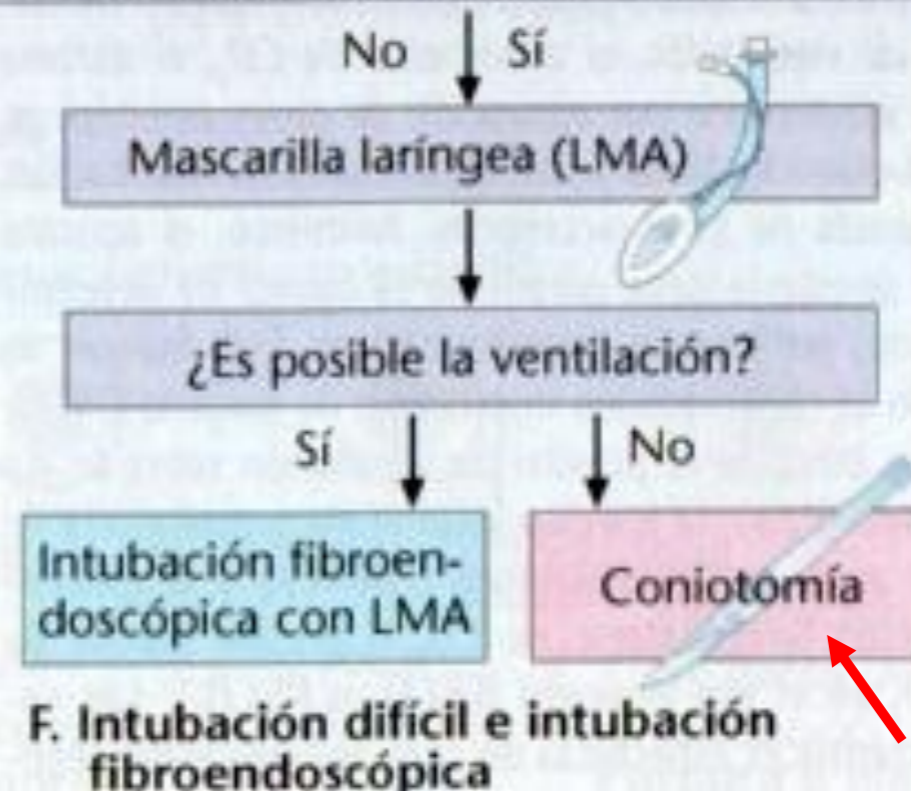 No Sí
Mascarilla laríngea (LMA)
¿Es posible la ventilación?
Sí No
Intubación fibroen-
doscópica con LMA
Coniotomía
F. Intubación difícil e intubación
fibroendoscópica